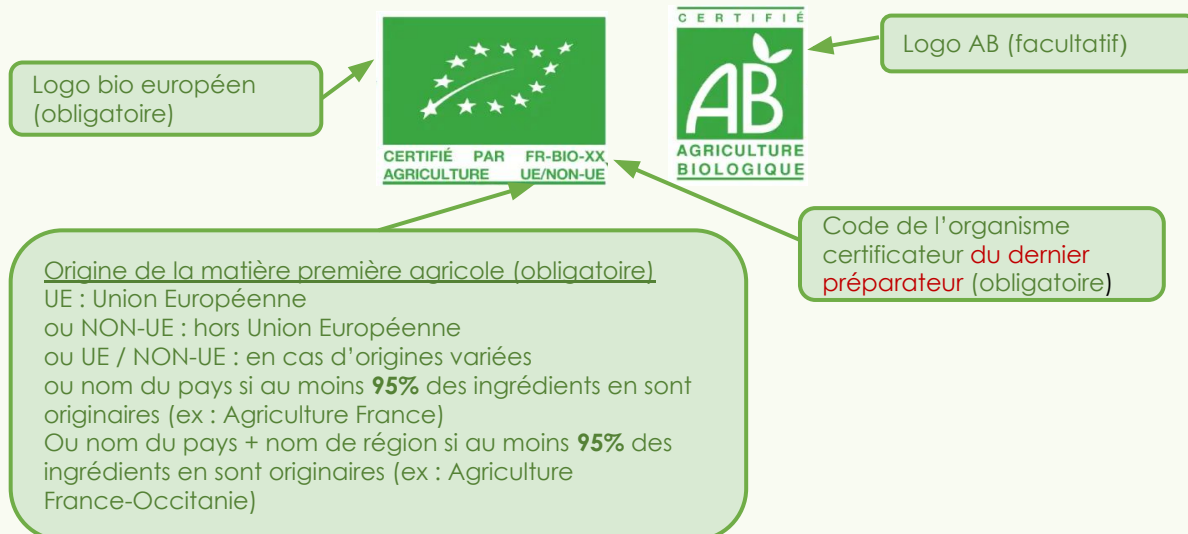 Logo bio européen
(obligatoire)
CERTIFIÉ PAR FR-BIO-XX
AGRICULTURE UE/NON-UE
CERTIFIÉ
AB
AGRICULTURE
BIOLOGIQUE
Logo AB (facultatif)
Origine de la matière première agricole (obligatoire)
UE : Union Européenne
ou NON-UE : hors Union Européenne
ou UE / NON-UE : en cas d’origines variées
ou nom du pays si au moins 95% des ingrédients en sont
originaires (ex : Agriculture France)
Ou nom du pays + nom de région si au moins 95% des
ingrédients en sont originaires (ex : Agriculture
France-Occitanie)
Code de l’organisme
certificateur du dernier
préparateur (obligatoire)